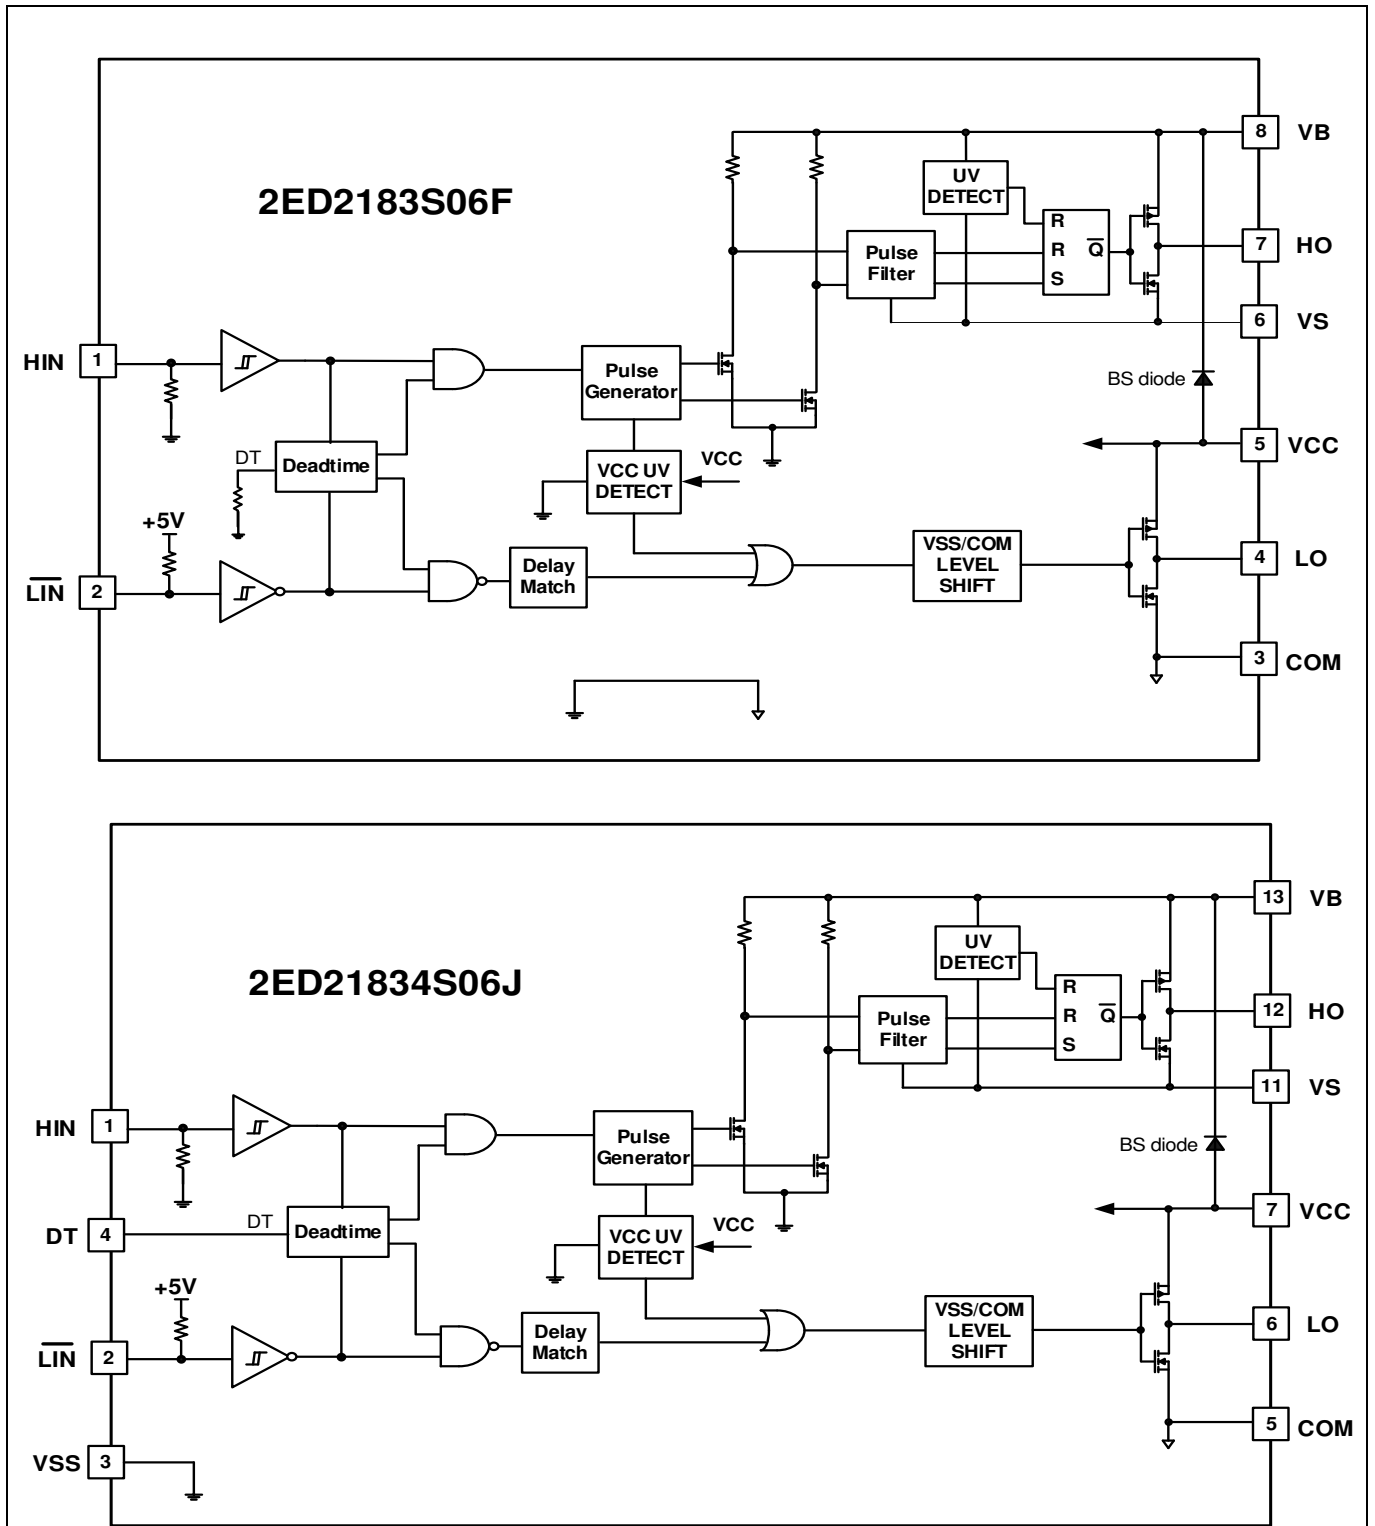 2ED2183S06F
8 VB
UV
DETECT
R
R Q̅
S
7 HO
Pulse
Filter
6 VS
HIN 1
Pulse
Generator
BS diode
DT
Deadtime
VCC UV
DETECT
VCC
5 VCC
+5V
L̅I̅N̅ 2
Delay
Match
VSS/COM
LEVEL
SHIFT
4 LO
3 COM
2ED21834S06J
13 VB
UV
DETECT
R
R Q̅
S
12 HO
Pulse
Filter
11 VS
HIN 1
Pulse
Generator
BS diode
DT 4
DT
Deadtime
VCC UV
DETECT
VCC
7 VCC
+5V
L̅I̅N̅ 2
Delay
Match
VSS/COM
LEVEL
SHIFT
6 LO
5 COM
VSS 3